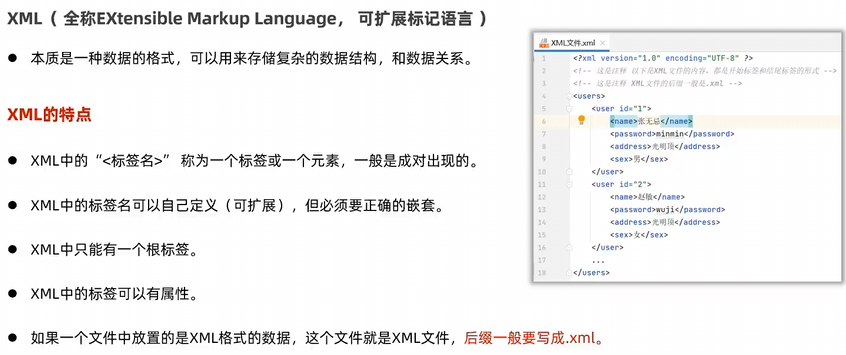 XML（ 全称EXtensible Markup Language， 可扩展标记语言 ）
● 本质是一种数据的格式，可以用来存储复杂的数据结构，和数据关系。
XML的特点
● XML中的“<标签名>” 称为一个标签或一个元素，一般是成对出现的。
● XML中的标签名可以自己定义（可扩展），但必须要正确的嵌套。
● XML中只能有一个根标签。
● XML中的标签可以有属性。
● 如果一个文件中放置的是XML格式的数据，这个文件就是XML文件，后缀一般要写成.xml。
XML文件.xml ×
1 <?xml version="1.0" encoding="UTF-8" ?>
2 <!-- 这是注释 以下是XML文件的内容，都是开始标签和结尾标签的形式 -->
3 <!-- 这是注释 XML文件的后缀一般是.xml -->
4 <users>
5 <user id="1">
6 <name>张无忌</name>
7 <password>minmin</password>
8 <address>光明顶</address>
9 <sex>男</sex>
10 </user>
11 <user id="2">
12 <name>赵敏</name>
13 <password>wuji</password>
14 <address>光明顶</address>
15 <sex>女</sex>
16 </user>
17 ...
18 </users>